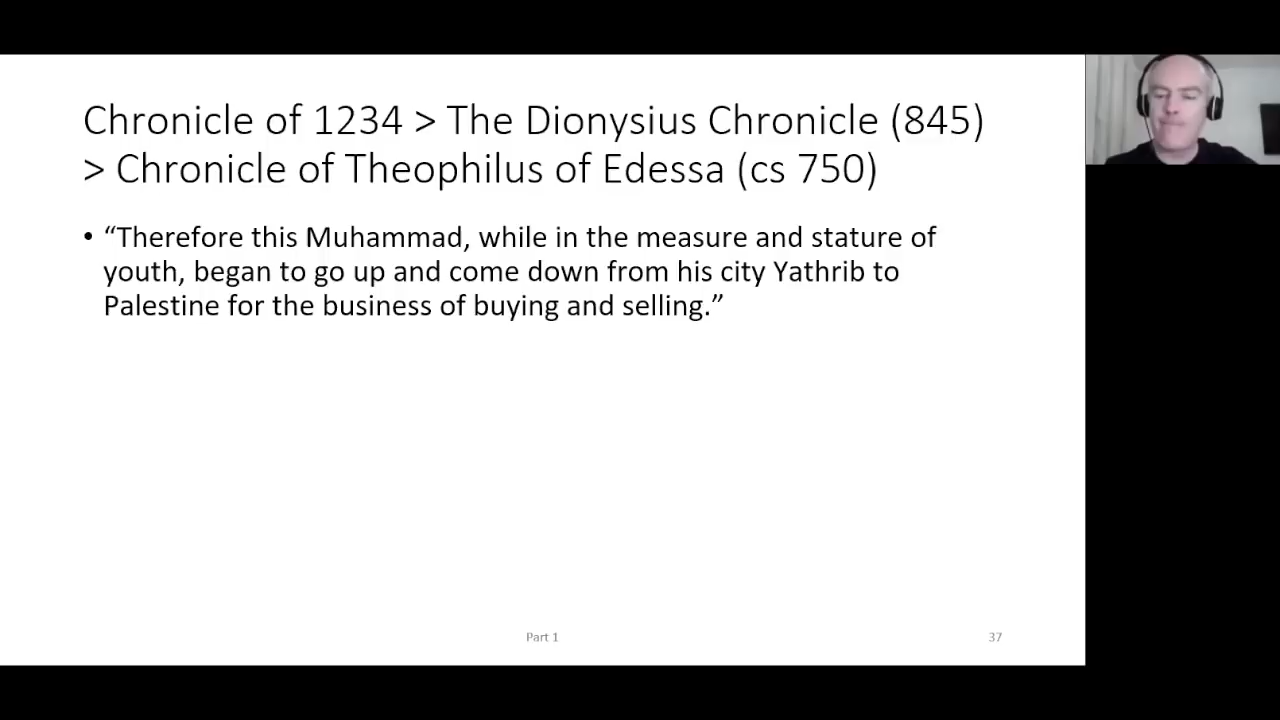 Chronicle of 1234 > The Dionysius Chronicle (845)
> Chronicle of Theophilus of Edessa (cs 750)
• “Therefore this Muhammad, while in the measure and stature of
youth, began to go up and come down from his city Yathrib to
Palestine for the business of buying and selling.”
Part 1
37